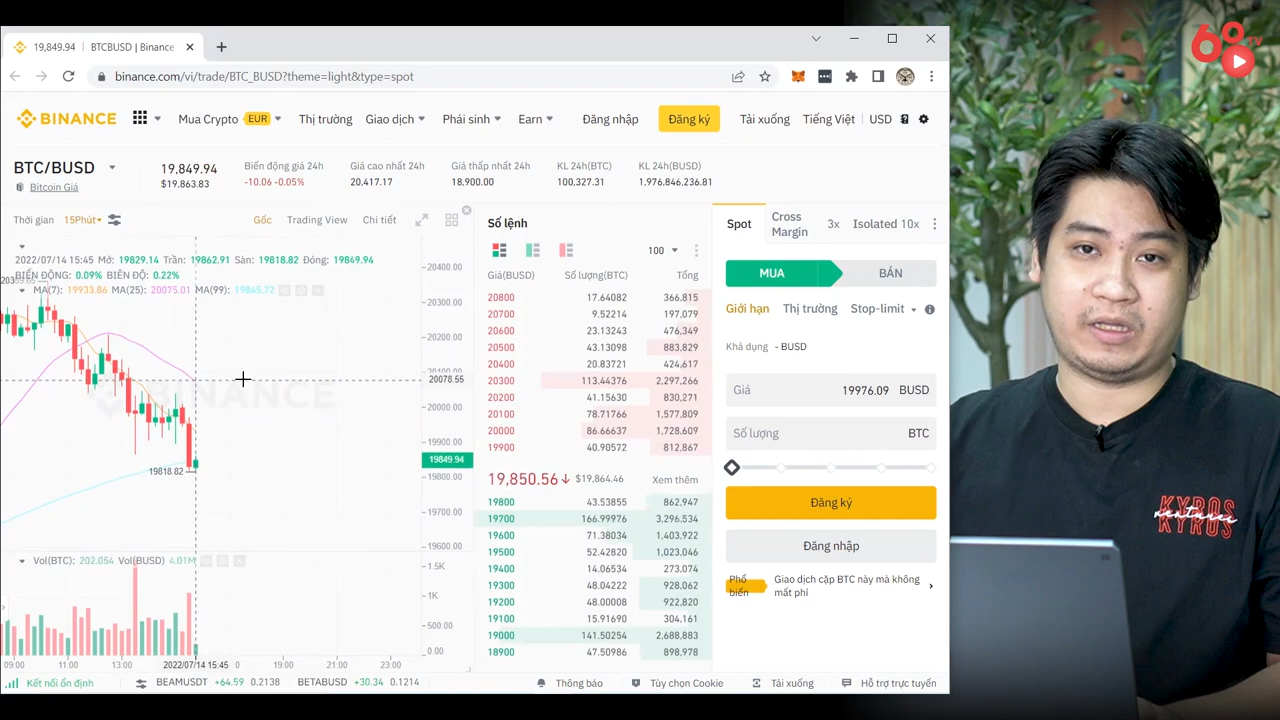 68
TV
19,849.94 | BTCBUSD | Binance
binance.com/vi/trade/BTC_BUSD?theme=light&type=spot
BINANCE
Mua Crypto EUR
Thị trường
Giao dịch
Phái sinh
Earn
Đăng nhập
Đăng ký
Tải xuống
Tiếng Việt
USD
BTC/BUSD
Bitcoin Giá
19,849.94
$19,863.83
Biến động giá 24h
-10.06 -0.05%
Giá cao nhất 24h
20,417.17
Giá thấp nhất 24h
18,900.00
KL 24h(BTC)
100,327.31
KL 24h(BUSD)
1,976,846,236.81
Thời gian 15Phút
Gốc Trading View Chi tiết
2022/07/14 15:45 Mở: 19829.14 Trần: 19862.91 Sàn: 19818.82 Đóng: 19849.94
BIẾN ĐỘNG: 0.09% BIÊN ĐỘ: 0.22%
MA(7): 19933.86 MA(25): 20075.01 MA(99): 19845.72
BINANCE
19818.82
20400.00
20300.00
20200.00
20100.00
20078.55
20000.00
19900.00
19849.94
19800.00
19700.00
19600.00
Vol(BTC): 202.054 Vol(BUSD) 4.01M
1.5K
1K
500.00
0.00
09:00 11:00 13:00 2022/07/14 15:45 0 19:00 21:00 23:00
Sổ lệnh
100
Giá(BUSD) Số lượng(BTC) Tổng
20800 17.64082 366.815
20700 9.52214 197,079
20600 23.13243 476,349
20500 43.13098 883,829
20400 20.83721 424,617
20300 113.44376 2,297,266
20200 41.15630 830,271
20100 78.71766 1,577,809
20000 86.66637 1,728,609
19900 40.90572 812,867
19,850.56 $19,864.46 Xem thêm
19800 43.53855 862,947
19700 166.99976 3,296,534
19600 71.38034 1,403,922
19500 52.42820 1,023,046
19400 14.06534 273,074
19300 48.04222 928,062
19200 48.00008 922,820
19100 15.91690 304,161
19000 141.50254 2,688,883
18900 47.50986 898,978
Spot
Cross Margin
3x
Isolated 10x
MUA
BÁN
Giới hạn Thị trường Stop-limit
Khả dụng - BUSD
Giá 19976.09 BUSD
Số lượng BTC
Đăng ký
Đăng nhập
Phổ biến
Giao dịch cặp BTC này mà không
mất phí
Kết nối ổn định
BEAMUSDT +64.59 0.2138
BETABUSD +30.34 0.1214
Thông báo
Tùy chọn Cookie
Tải xuống
Hỗ trợ trực tuyến
KYROS
ventures
KYROS